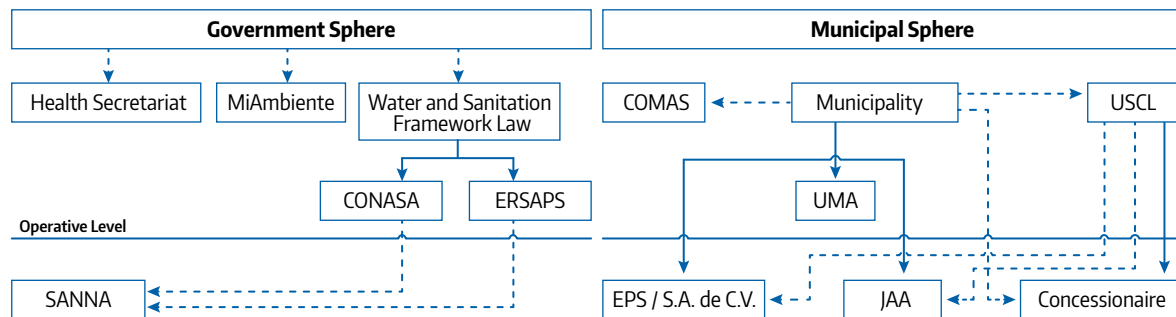 Government Sphere
Municipal Sphere
Health Secretariat
MiAmbiente
Water and Sanitation
Framework Law
COMAS
Municipality
USCL
CONASA
ERSAPS
UMA
Operative Level
SANNA
EPS / S.A. de C.V.
JAA
Concessionaire